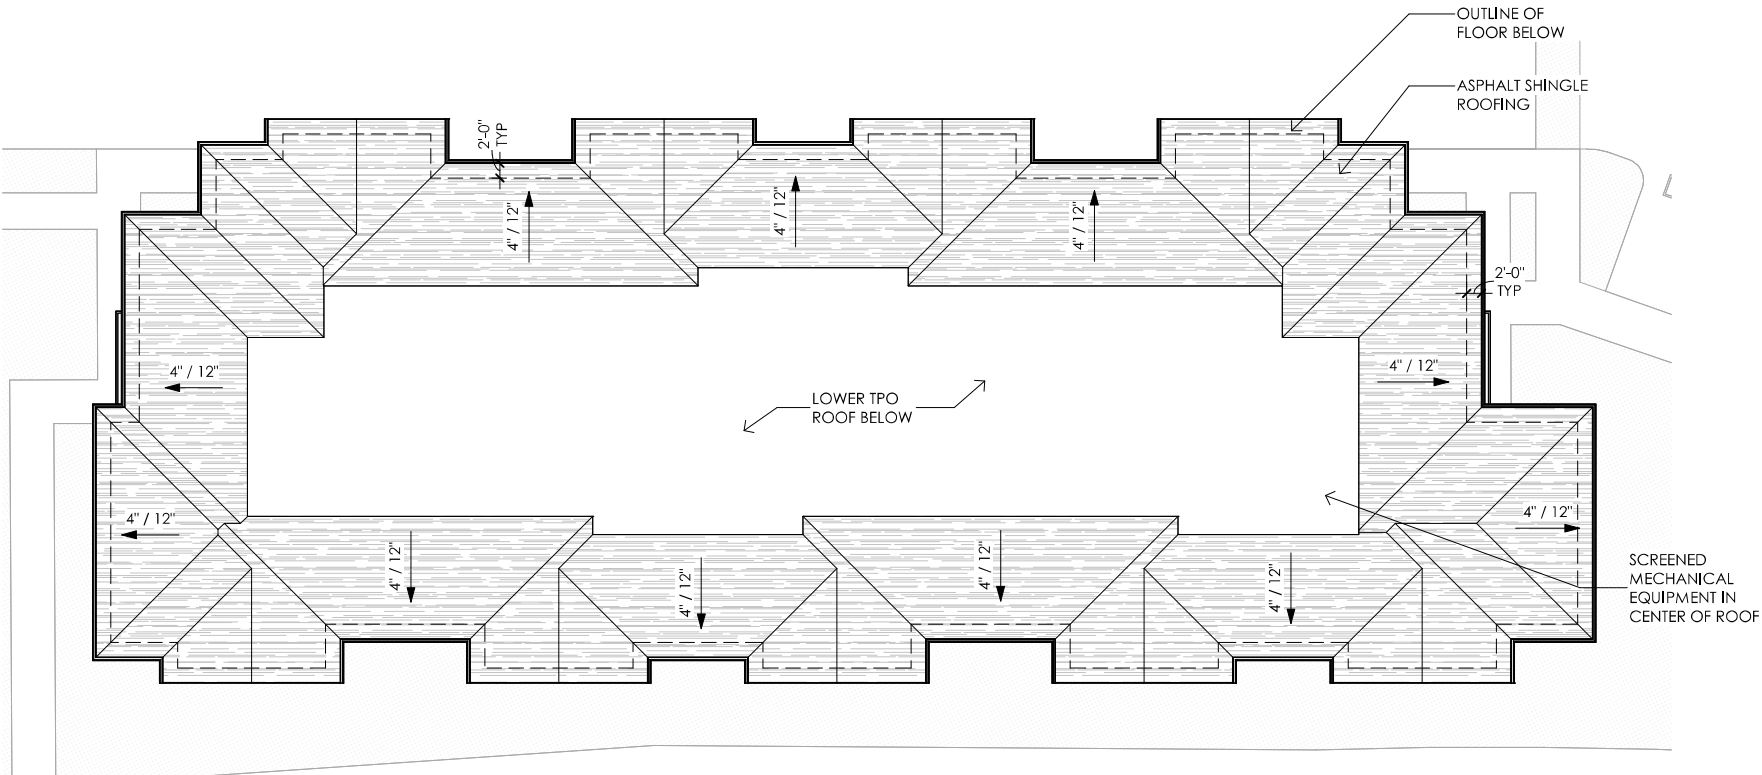 OUTLINE OF
FLOOR BELOW
ASPHALT SHINGLE
ROOFING
2'-0"
TYP
4" / 12"
4" / 12"
4" / 12"
2'-0"
TYP
4" / 12"
4" / 12"
LOWER TPO
ROOF BELOW
4" / 12"
4" / 12"
4" / 12"
4" / 12"
4" / 12"
4" / 12"
SCREENED
MECHANICAL
EQUIPMENT IN
CENTER OF ROOF